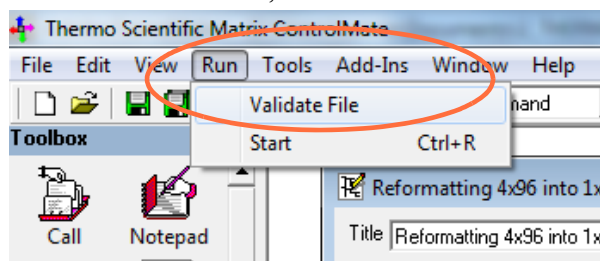 Thermo Scientific Matrix ControlMate
File Edit View Run Tools Add-Ins Window Help
Validate File
Toolbox
Start Ctrl+R
Reformatting 4x96 into 1x
Call Notepad
Title Reformatting 4x96 into 1x